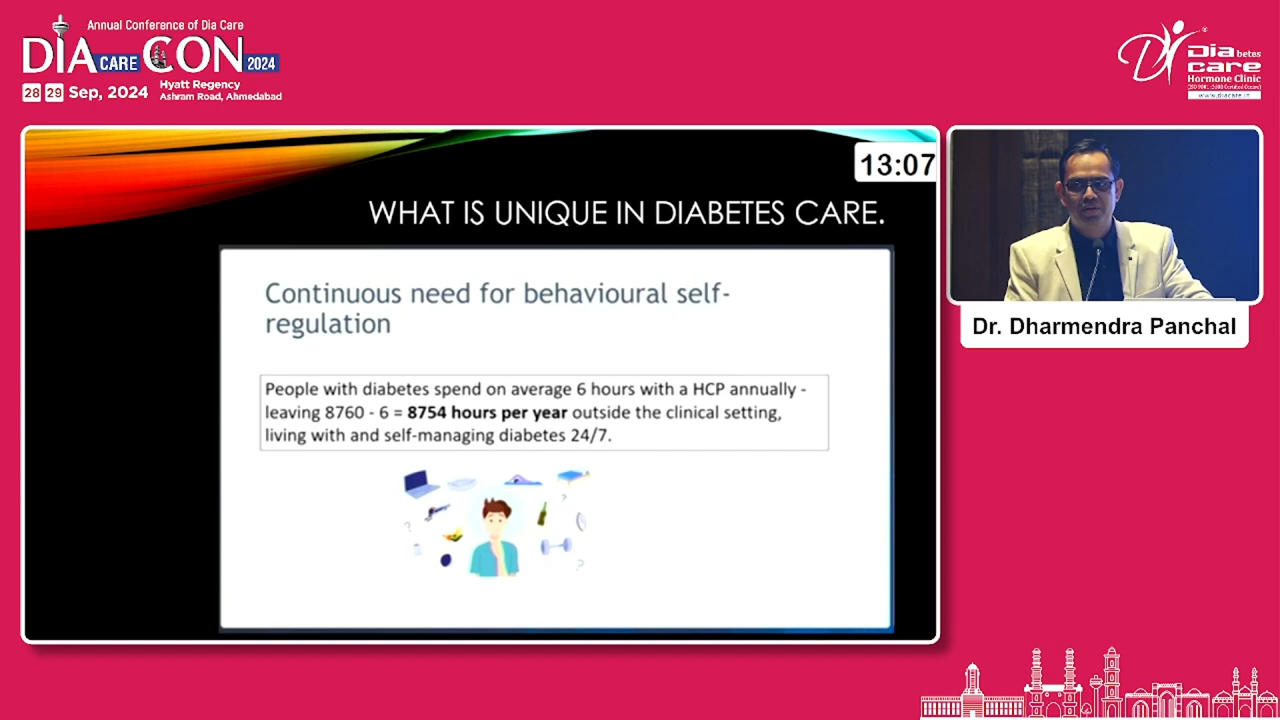 Annual Conference of Dia Care
DIA CARE CON 2024
28 29 Sep, 2024
Hyatt Regency
Ashram Road, Ahmedabad
Diabetes
care
Hormone Clinic
13:07
WHAT IS UNIQUE IN DIABETES CARE.
Continuous need for behavioural self-
regulation
People with diabetes spend on average 6 hours with a HCP annually -
leaving 8760 - 6 = 8754 hours per year outside the clinical setting,
living with and self-managing diabetes 24/7.
Dr. Dharmendra Panchal